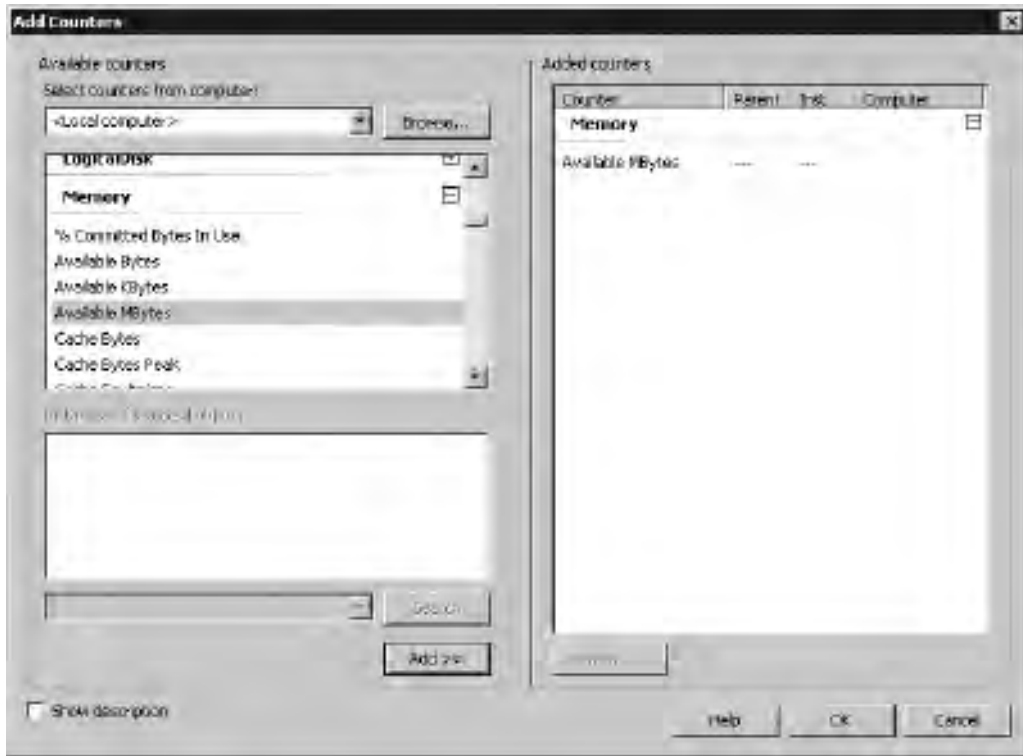 Add Counters
Available counters
Select counters from computer:
<Local computer>
Browse...
LogicalDisk
Memory
% Committed Bytes In Use
Available Bytes
Available KBytes
Available MBytes
Cache Bytes
Cache Bytes Peak
Add >>
Show description
Added counters
Counter Parent Inst. Computer
Memory
Available MBytes --- ---
Help OK Cancel